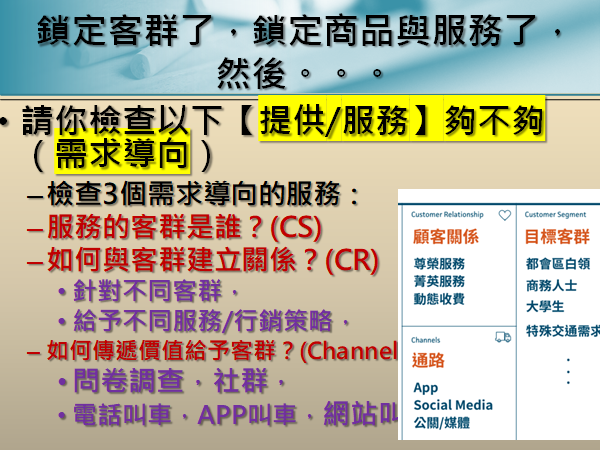 鎖定客群了，鎖定商品與服務了，
然後。。。
•請你檢查以下【提供/服務】夠不夠
（需求導向）
–檢查3個需求導向的服務：
–服務的客群是誰？(CS)
–如何與客群建立關係？(CR)
•針對不同客群，
•給予不同服務/行銷策略，
–如何傳遞價值給予客群？(Channel
•問卷調查，社群，
•電話叫車，APP叫車，網站叫
Customer Relationship
顧客關係
尊榮服務
菁英服務
動態收費
Customer Segment
目標客群
都會區白領
商務人士
大學生
特殊交通需求
Channels
通路
App
Social Media
公關/媒體